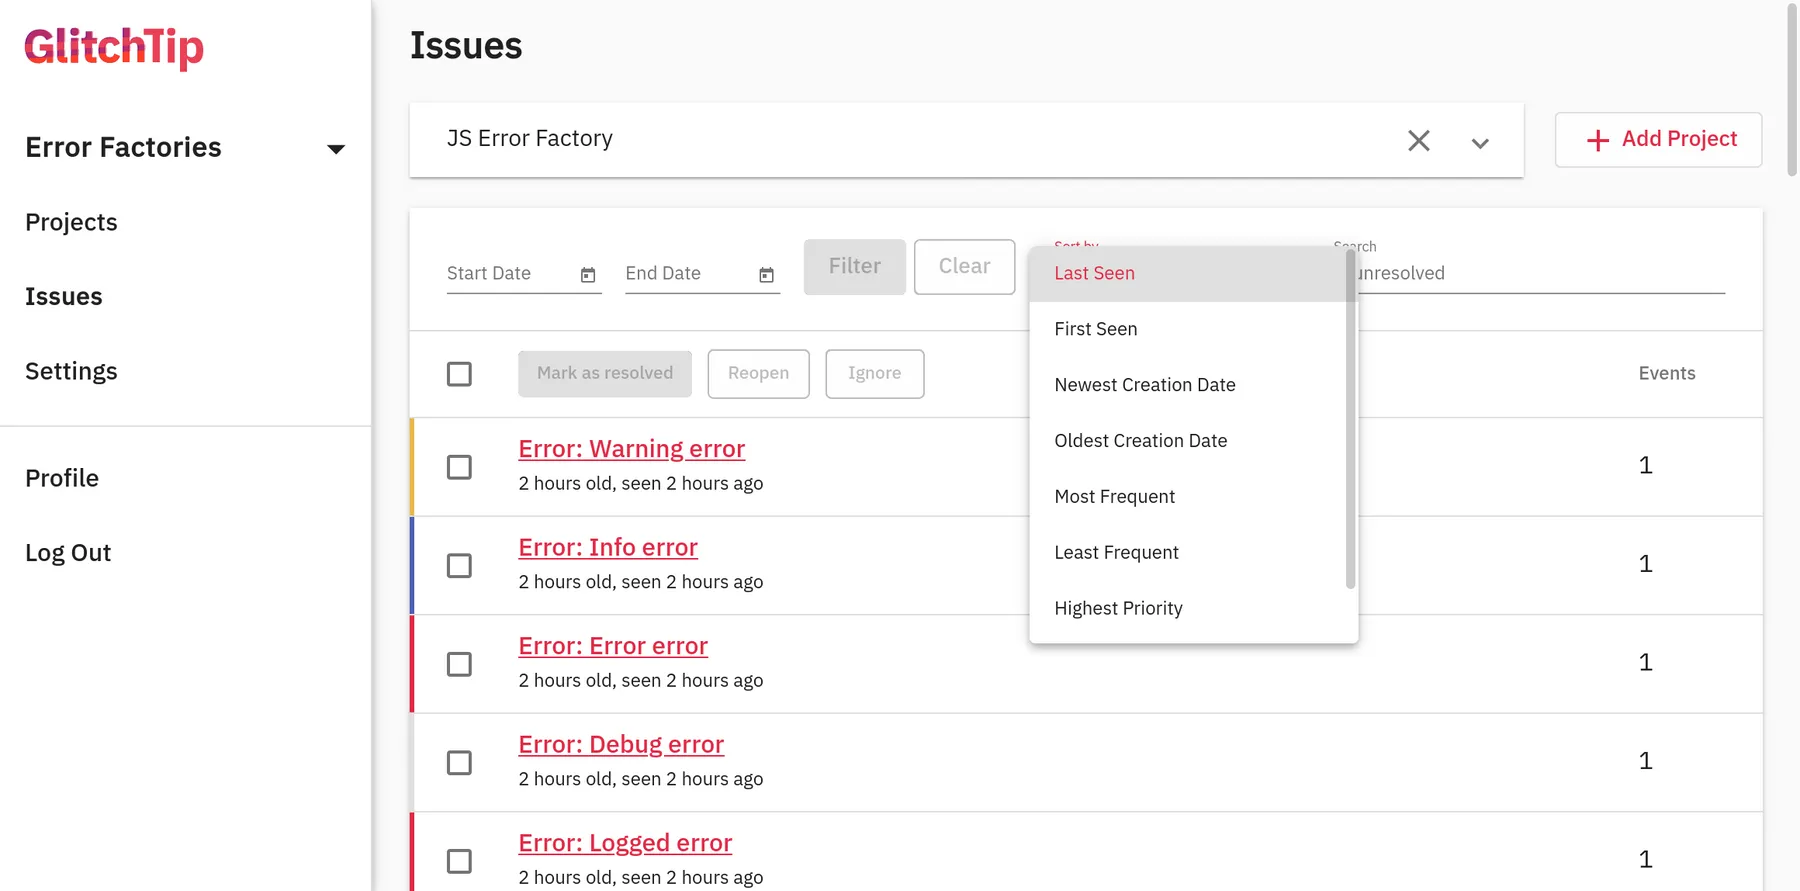 GlitchTip
Error Factories
Projects
Issues
Settings
Profile
Log Out
Issues
JS Error Factory
Add Project
Start Date
End Date
Filter
Clear
Sort by
Search
unresolved
Last Seen
First Seen
Newest Creation Date
Oldest Creation Date
Most Frequent
Least Frequent
Highest Priority
Mark as resolved
Reopen
Ignore
Events
Error: Warning error
2 hours old, seen 2 hours ago
1
Error: Info error
2 hours old, seen 2 hours ago
1
Error: Error error
2 hours old, seen 2 hours ago
1
Error: Debug error
2 hours old, seen 2 hours ago
1
Error: Logged error
2 hours old, seen 2 hours ago
1